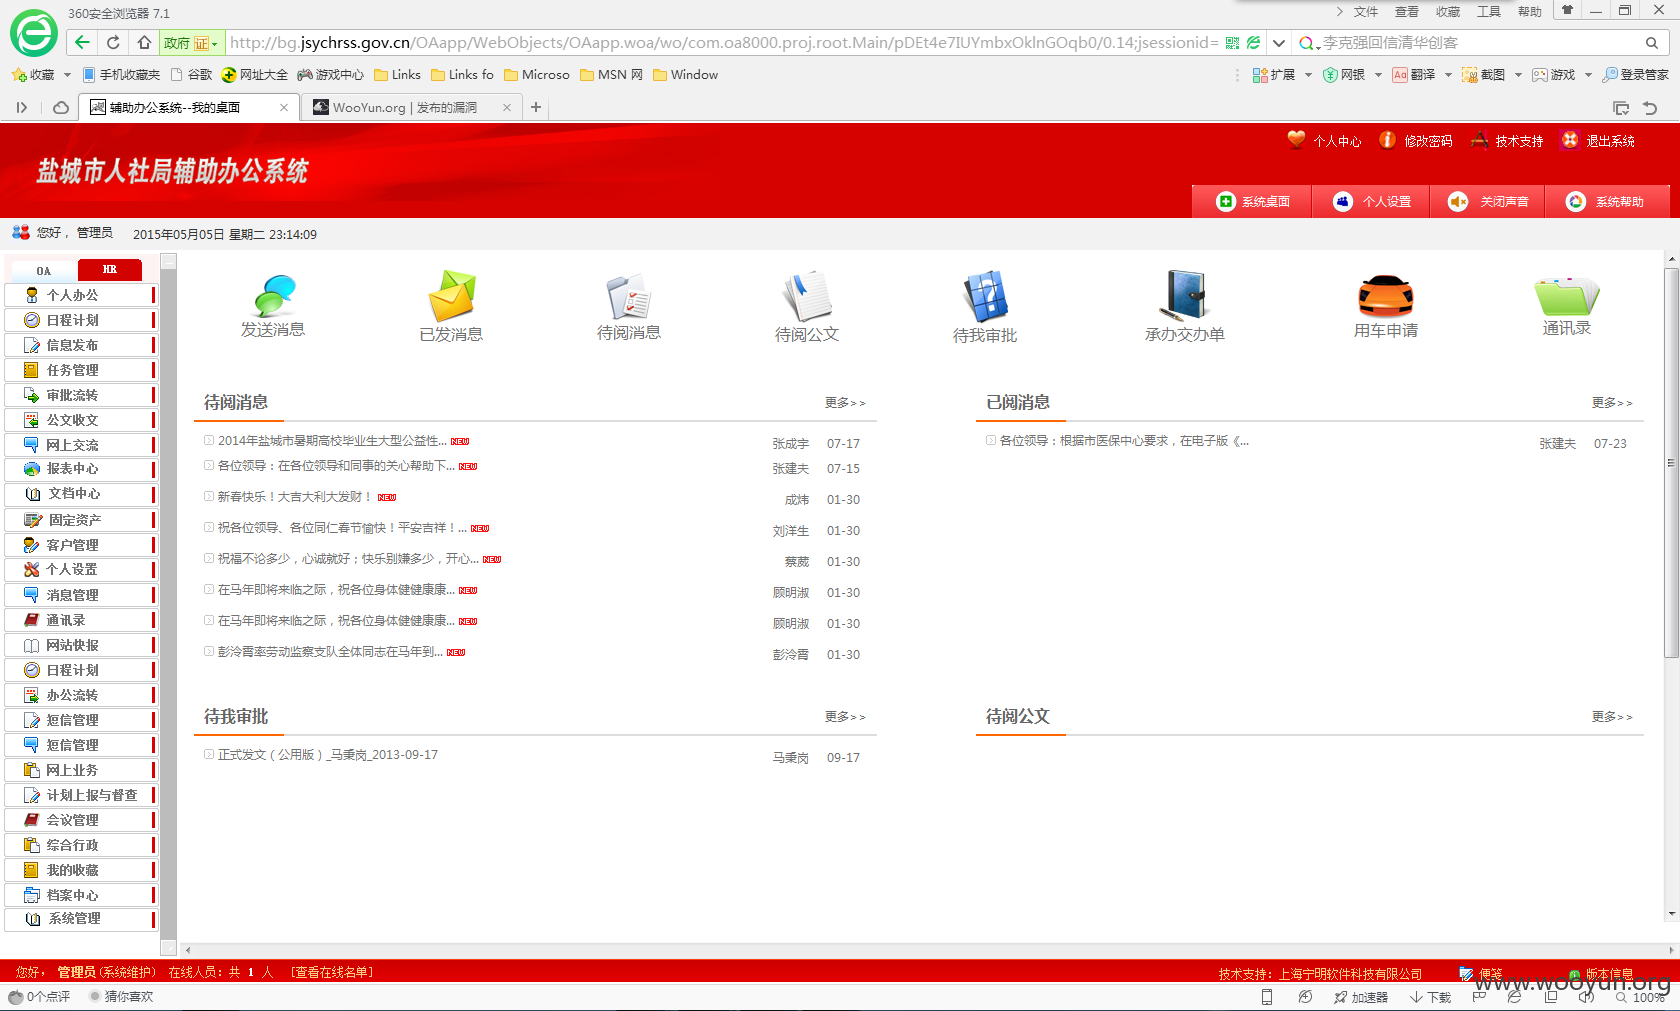 360安全浏览器 7.1
文件 查看 收藏 工具 帮助
政府 证 http://bg.jsychrss.gov.cn/OAapp/WebObjects/OAapp.woa/wo/com.oa8000.proj.root.Main/pDEt4e7IUYmbxOklnGOqb0/0.14;jsessionid= 李克强回信清华创客
收藏 手机收藏夹 谷歌 网址大全 游戏中心 Links Links fo Microso MSN 网 Window 扩展 网银 Aa 翻译 截图 游戏 登录管家
辅助办公系统--我的桌面 WooYun.org | 发布的漏洞
盐城市人社局辅助办公系统
个人中心 修改密码 技术支持 退出系统
系统桌面 个人设置 关闭声音 系统帮助
您好， 管理员 2015年05月05日 星期二 23:14:09
OA HR
个人办公
日程计划
信息发布
任务管理
审批流转
公文收文
网上交流
报表中心
文档中心
固定资产
客户管理
个人设置
消息管理
通讯录
网站快报
日程计划
办公流转
短信管理
短信管理
网上业务
计划上报与督查
会议管理
综合行政
我的收藏
档案中心
系统管理
发送消息 已发消息 待阅消息 待阅公文 待我审批 承办交办单 用车申请 通讯录
待阅消息 更多>>
2014年盐城市暑期高校毕业生大型公益性... NEW 张成宇 07-17
各位领导：在各位领导和同事的关心帮助下... NEW 张建夫 07-15
新春快乐！大吉大利大发财！ NEW 成炜 01-30
祝各位领导、各位同仁春节愉快！平安吉祥！... NEW 刘洋生 01-30
祝福不论多少，心诚就好；快乐别嫌多少，开心... NEW 蔡葳 01-30
在马年即将来临之际，祝各位身体健健康康... NEW 顾明淑 01-30
在马年即将来临之际，祝各位身体健健康康... NEW 顾明淑 01-30
彭泠霄率劳动监察支队全体同志在马年到... NEW 彭泠霄 01-30
已阅消息 更多>>
各位领导：根据市医保中心要求，在电子版《... 张建夫 07-23
待我审批 更多>>
正式发文（公用版）_马秉岗_2013-09-17 马秉岗 09-17
待阅公文 更多>>
您好， 管理员(系统维护) 在线人员：共 1 人 [查看在线名单] 技术支持：上海宁明软件科技有限公司 便笺 版本信息
0个点评 猜你喜欢 加速器 下载 100%
www.wooyun.org